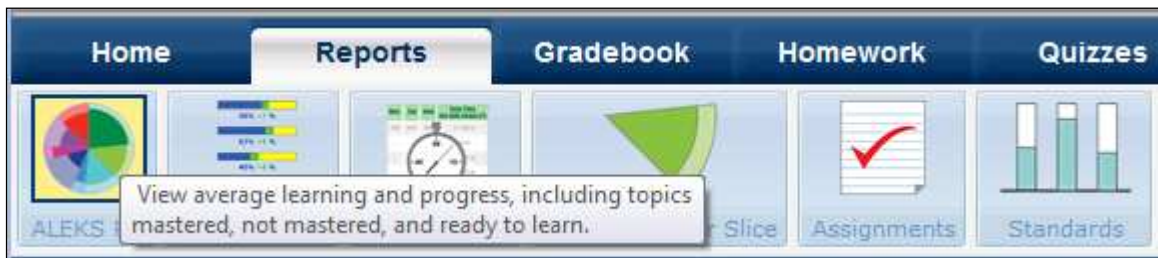 Home Reports Gradebook Homework Quizzes
View average learning and progress, including topics
mastered, not mastered, and ready to learn.
ALEKS
Slice Assignments Standards